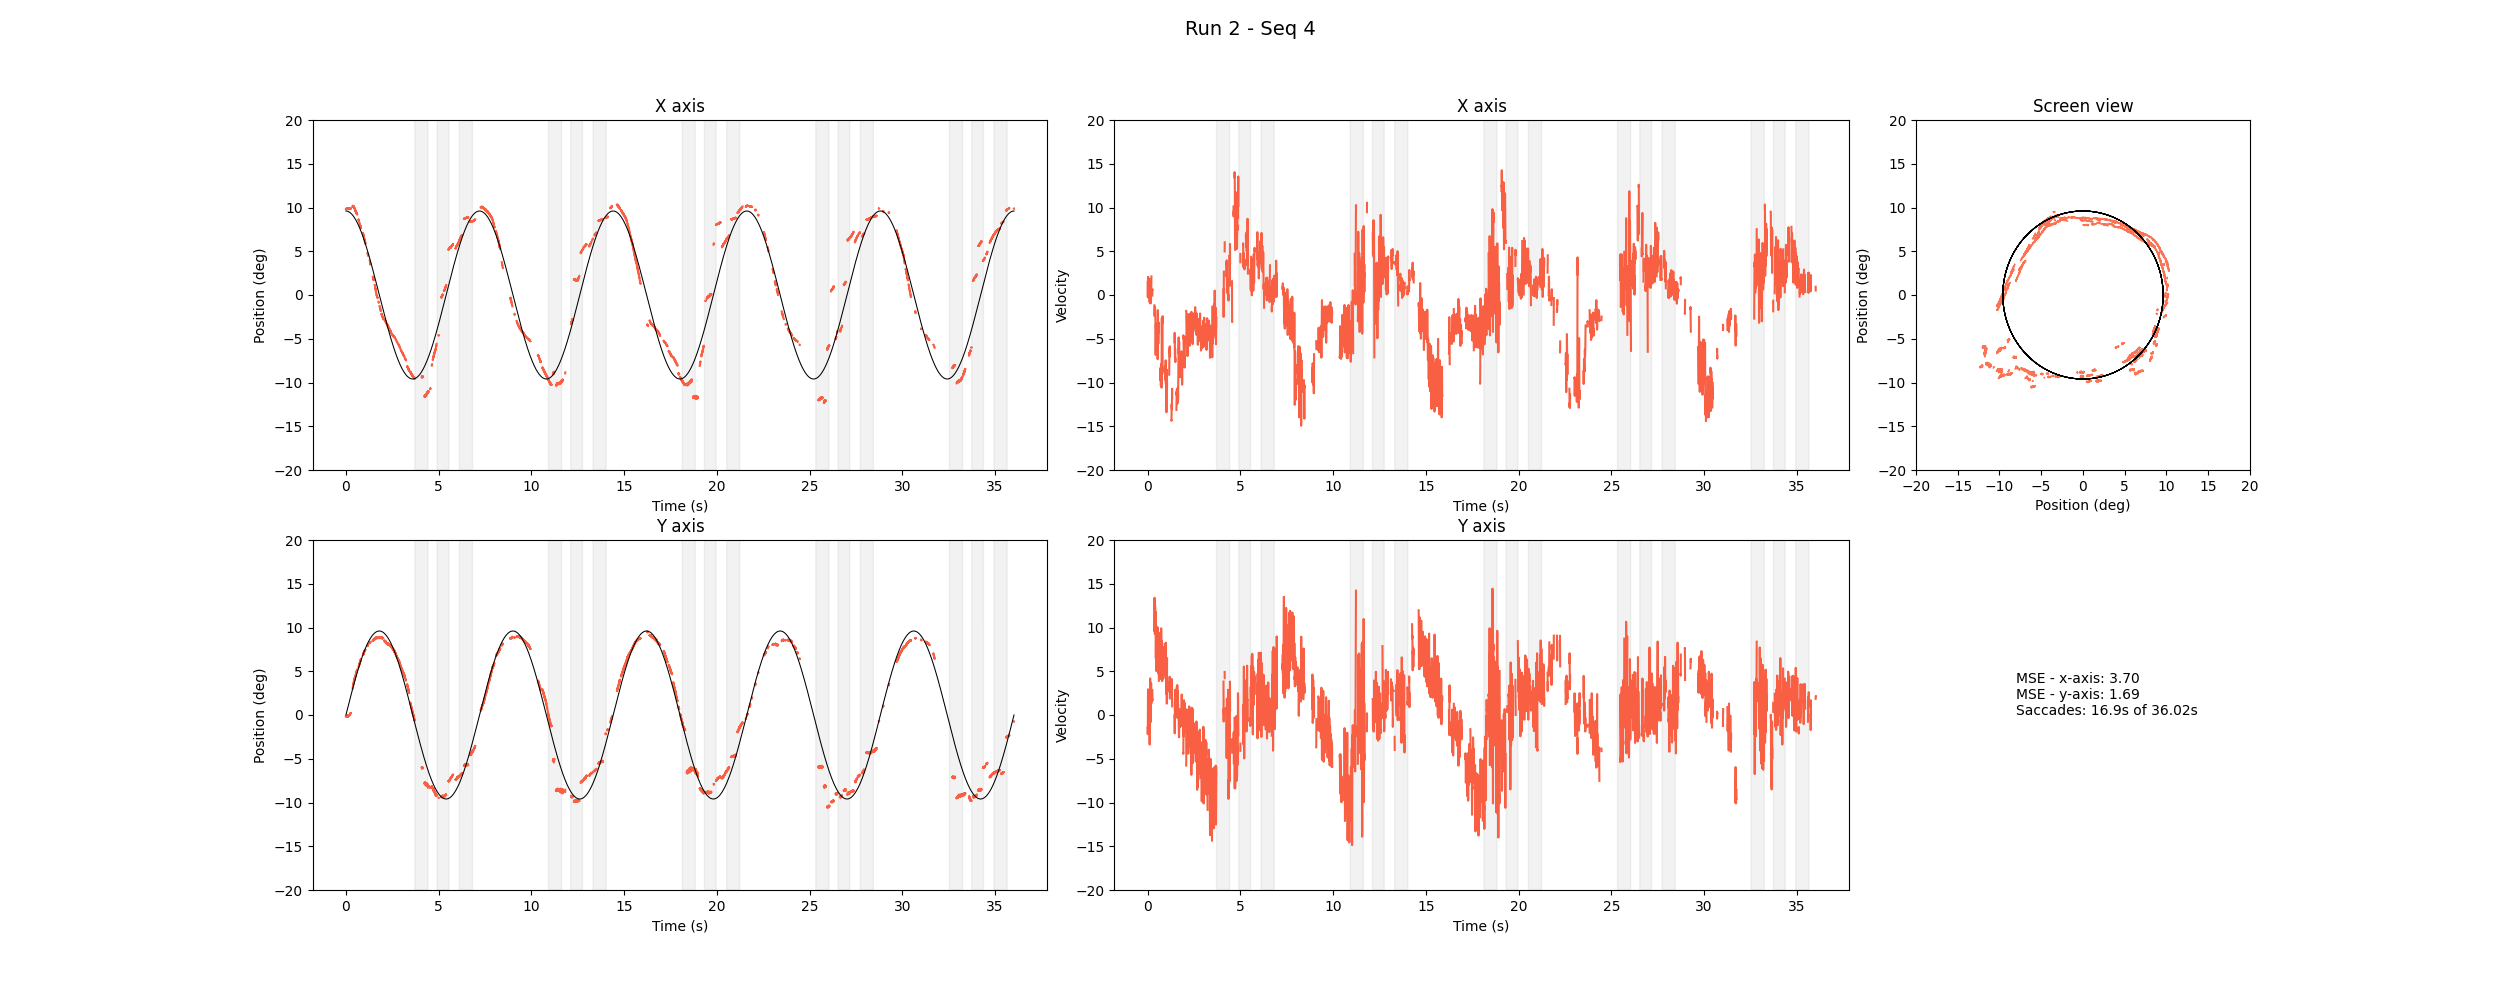 Run 2 - Seq 4
X axis
X axis
Screen view
20
15
10
5
0
−5
−10
−15
−20
Position (deg)
0 5 10 15 20 25 30 35
Time (s)
20
15
10
5
0
−5
−10
−15
−20
Velocity
0 5 10 15 20 25 30 35
Time (s)
20
15
10
5
0
−5
−10
−15
−20
Position (deg)
−20 −15 −10 −5 0 5 10 15 20
Position (deg)
Y axis
20
15
10
5
0
−5
−10
−15
−20
Position (deg)
0 5 10 15 20 25 30 35
Time (s)
Y axis
20
15
10
5
0
−5
−10
−15
−20
Velocity
0 5 10 15 20 25 30 35
Time (s)
MSE - x-axis: 3.70
MSE - y-axis: 1.69
Saccades: 16.9s of 36.02s